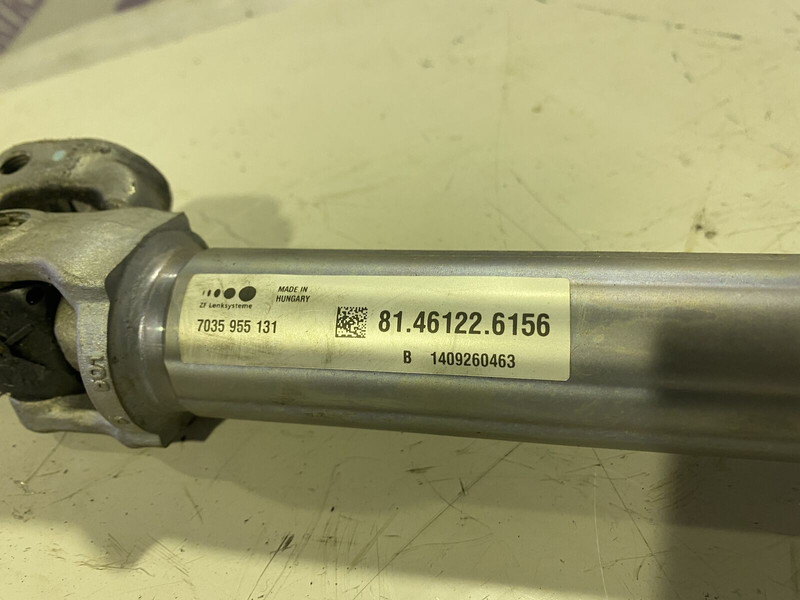 ZF Lenksysteme
MADE IN
HUNGARY
7035 955 131
81.46122.6156
B 1409260463